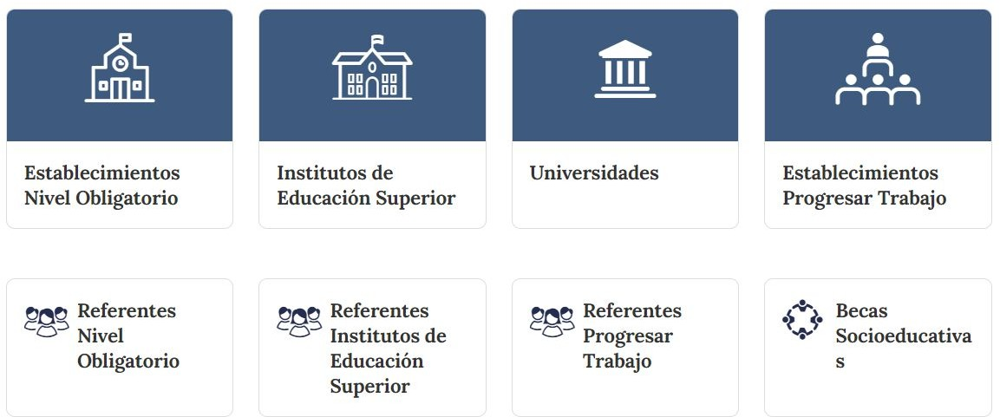 Establecimientos
Nivel Obligatorio
Institutos de
Educación Superior
Universidades
Establecimientos
Progresar Trabajo
Referentes
Nivel
Obligatorio
Referentes
Institutos de
Educación
Superior
Referentes
Progresar
Trabajo
Becas
Socioeducativa
s